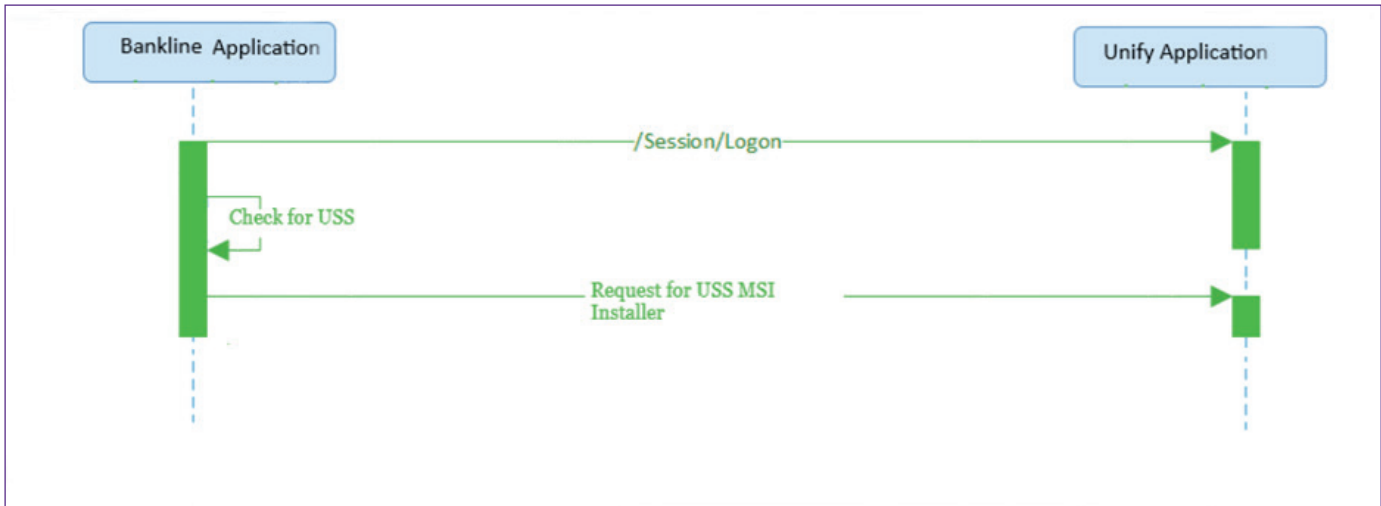 Bankline Application
Unify Application
/Session/Logon
Check for USS
Request for USS MSI
Installer